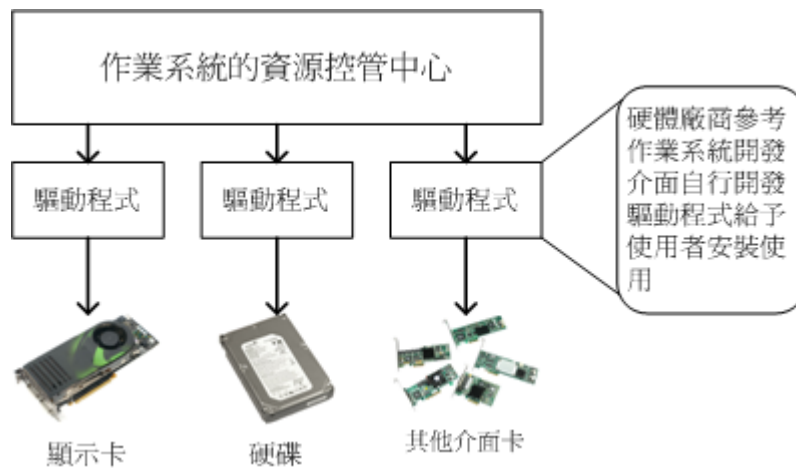 作業系統的資源控管中心
驅動程式
驅動程式
驅動程式
硬體廠商參考
作業系統開發
介面自行開發
驅動程式給予
使用者安裝使
用
顯示卡
硬碟
其他介面卡